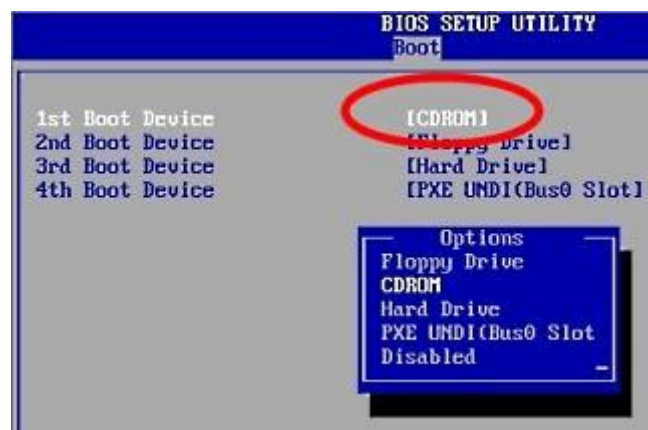 BIOS SETUP UTILITY
Boot
1st Boot Device [CDROM]
2nd Boot Device [Floppy Drive]
3rd Boot Device [Hard Drive]
4th Boot Device [PXE UNDI(Bus0 Slot]
Options
Floppy Drive
CDROM
Hard Drive
PXE UNDI(Bus0 Slot
Disabled